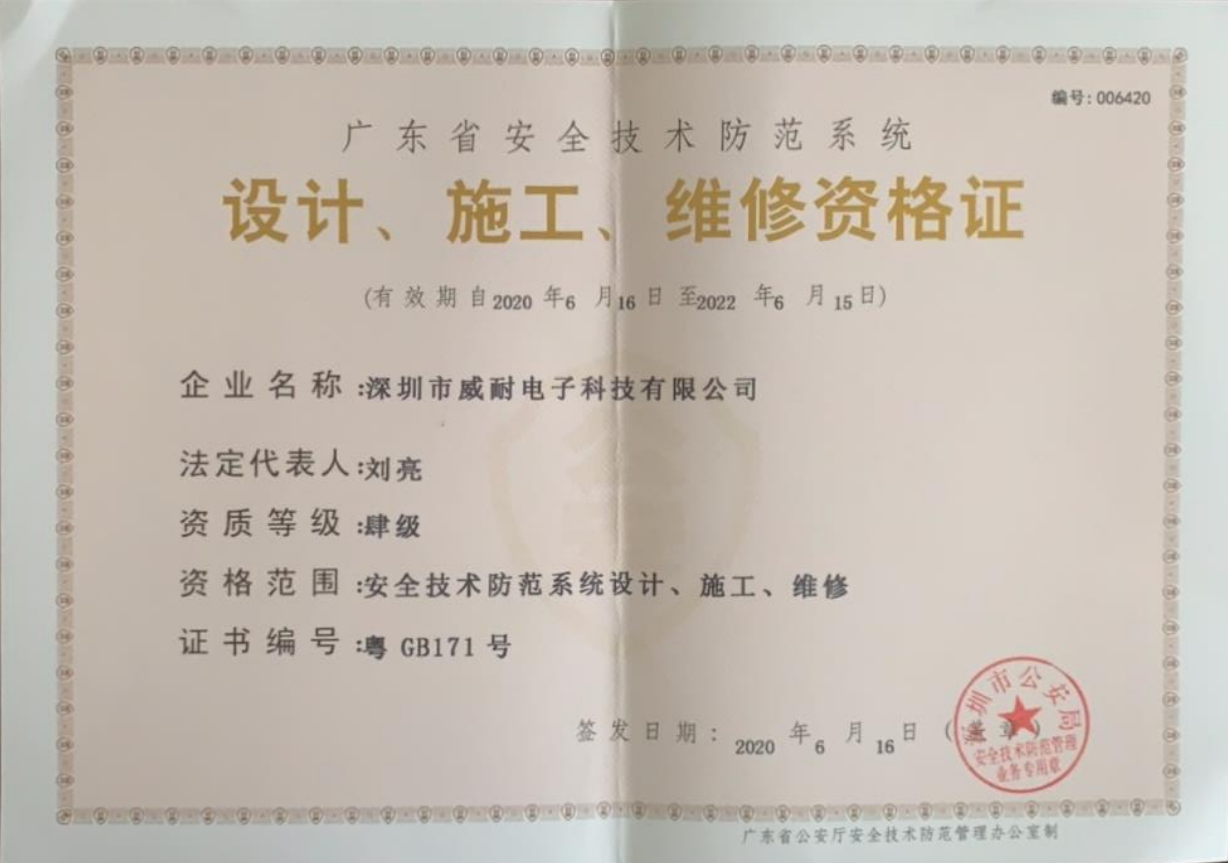 编号:006420
广东省安全技术防范系统
设计、施工、维修资格证
(有效期自2020年6月16日至2022年6月15日)
企业名称:深圳市威耐电子科技有限公司
法定代表人:刘亮
资质等级:肆级
资格范围:安全技术防范系统设计、施工、维修
证书编号:粤 GB171 号
签发日期:2020年6月16日(盖章)
深圳市公安局
安全技术防范管理
业务专用章
广东省公安厅安全技术防范管理办公室制